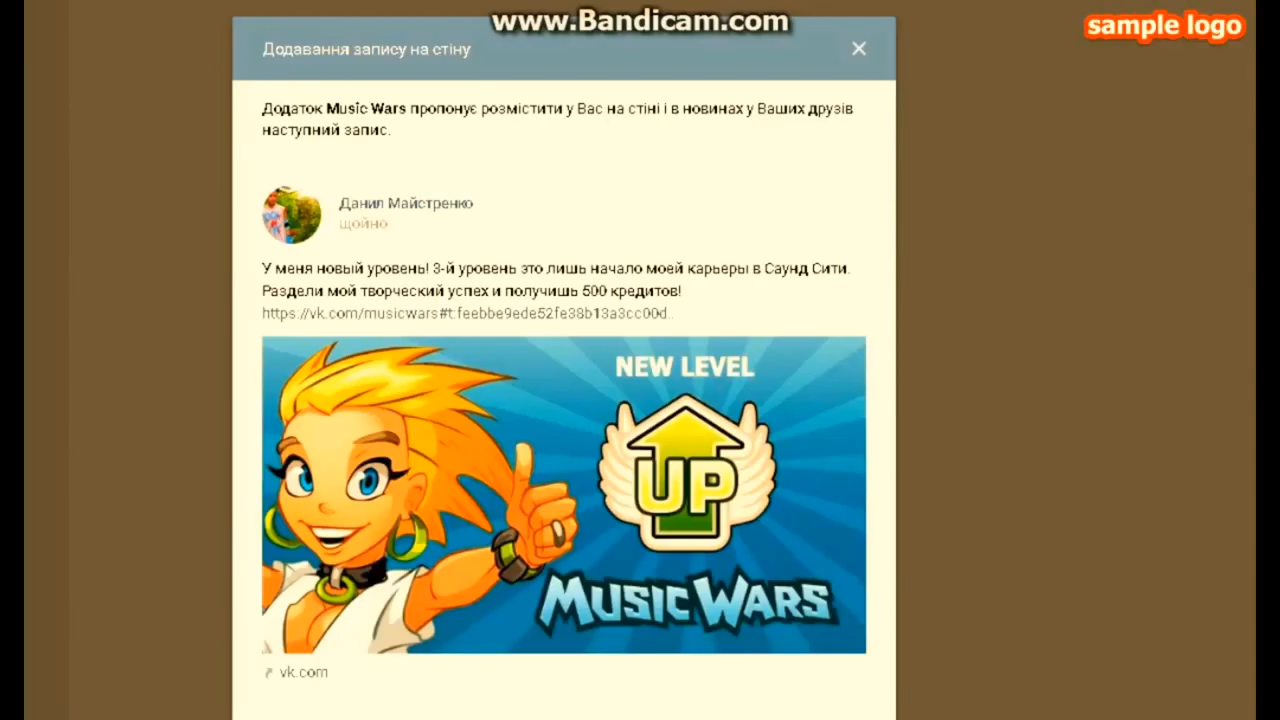 www.Bandicam.com
sample logo
Додавання запису на стіну
Додаток Music Wars пропонує розмістити у Вас на стіні і в новинах у Ваших друзів
наступний запис.
Данил Майстренко
щойно
У меня новый уровень! 3-й уровень это лишь начало моей карьеры в Саунд Сити.
Раздели мой творческий успех и получишь 500 кредитов!
https://vk.com/musicwars#t:feebbe9ede52fe38b13a3cc00d..
NEW LEVEL
UP
MUSIC WARS
vk.com